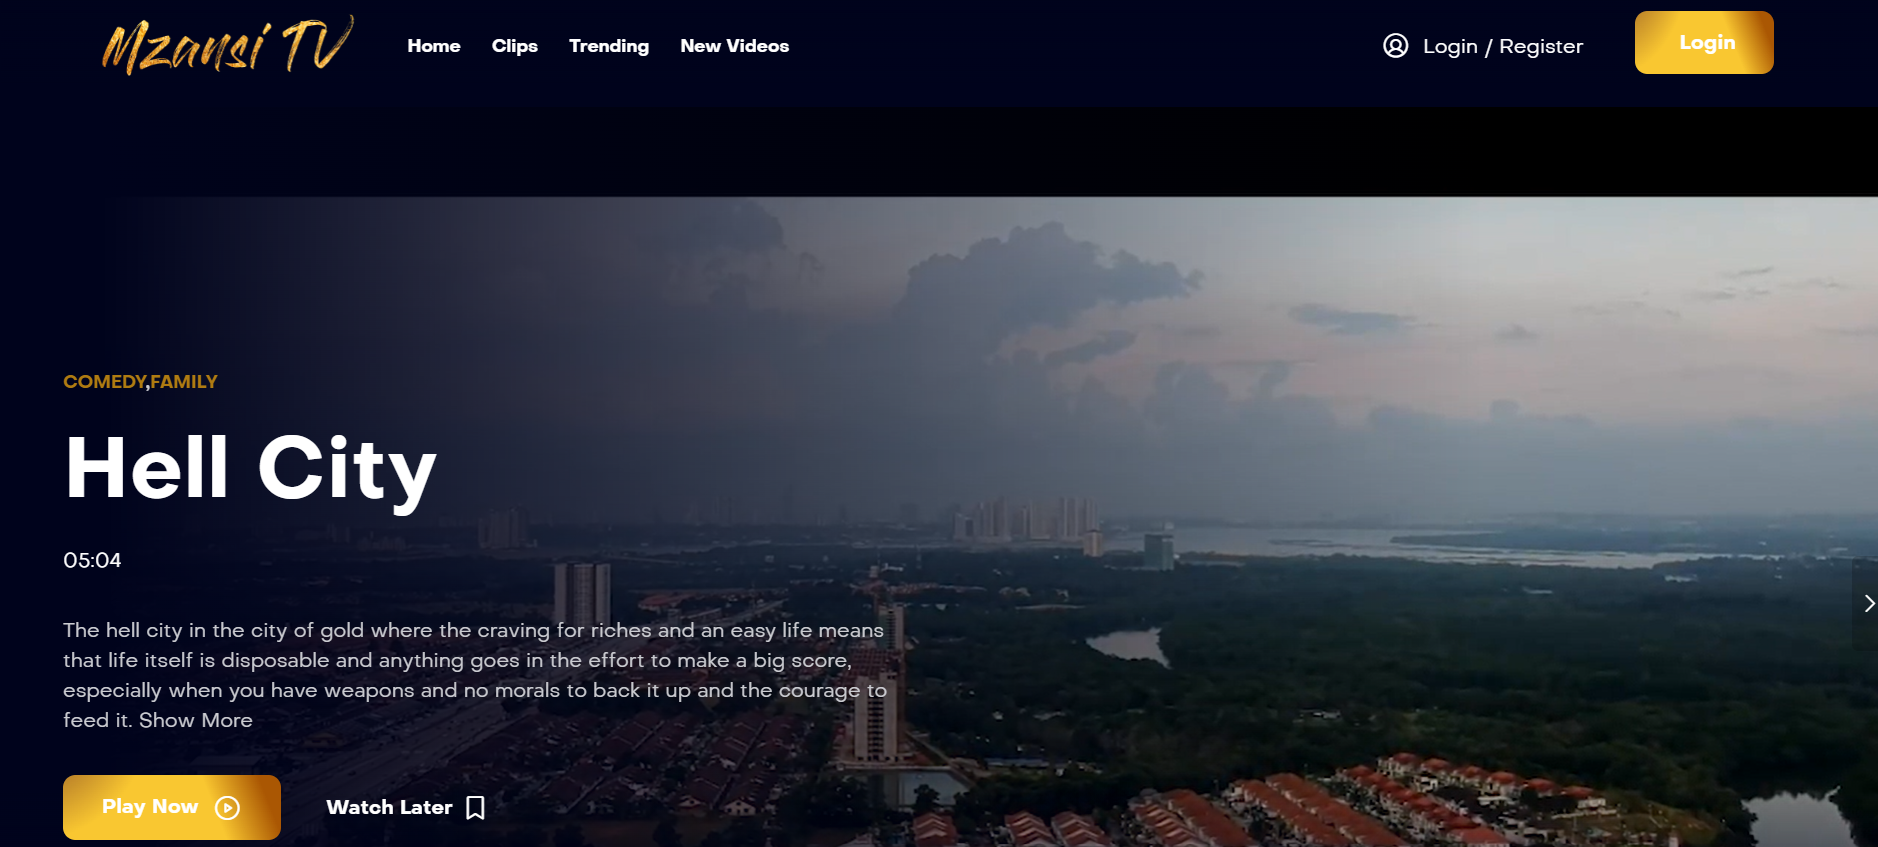 Mzansi TV
Home Clips Trending New Videos
Login / Register
Login
COMEDY,FAMILY
Hell City
05:04
The hell city in the city of gold where the craving for riches and an easy life means
that life itself is disposable and anything goes in the effort to make a big score,
especially when you have weapons and no morals to back it up and the courage to
feed it. Show More
Play Now
Watch Later